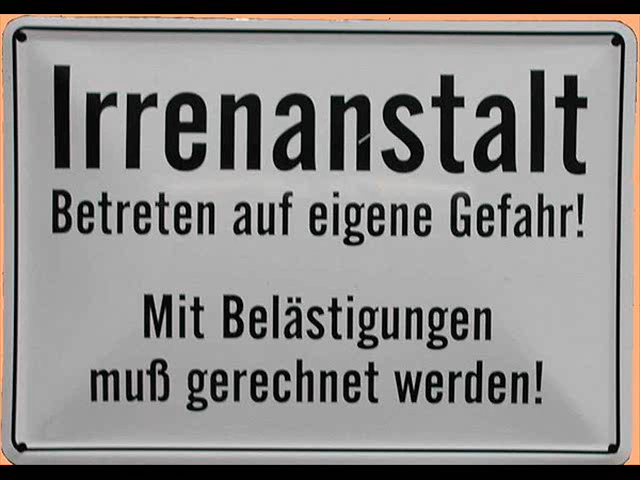 Irrenanstalt
Betreten auf eigene Gefahr!
Mit Belästigungen
muß gerechnet werden!